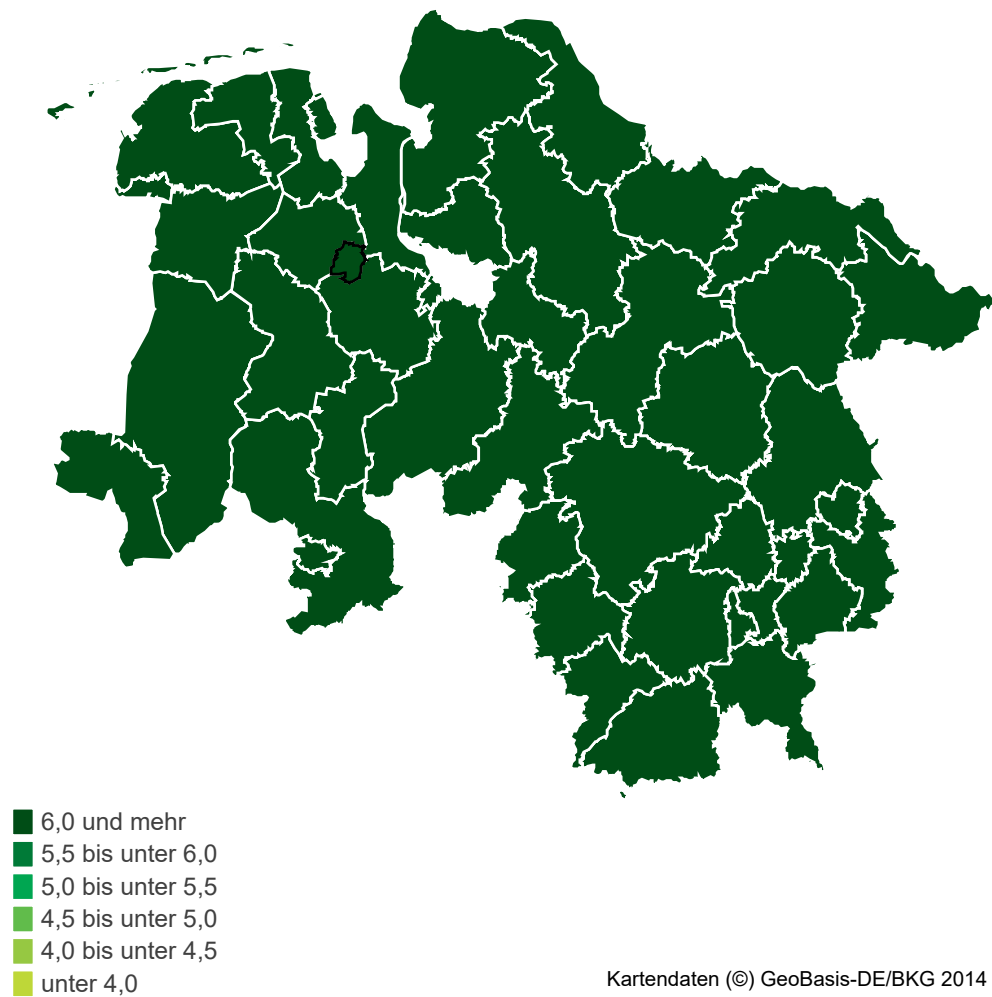 6,0 und mehr
5,5 bis unter 6,0
5,0 bis unter 5,5
4,5 bis unter 5,0
4,0 bis unter 4,5
unter 4,0
Kartendaten (©) GeoBasis-DE/BKG 2014